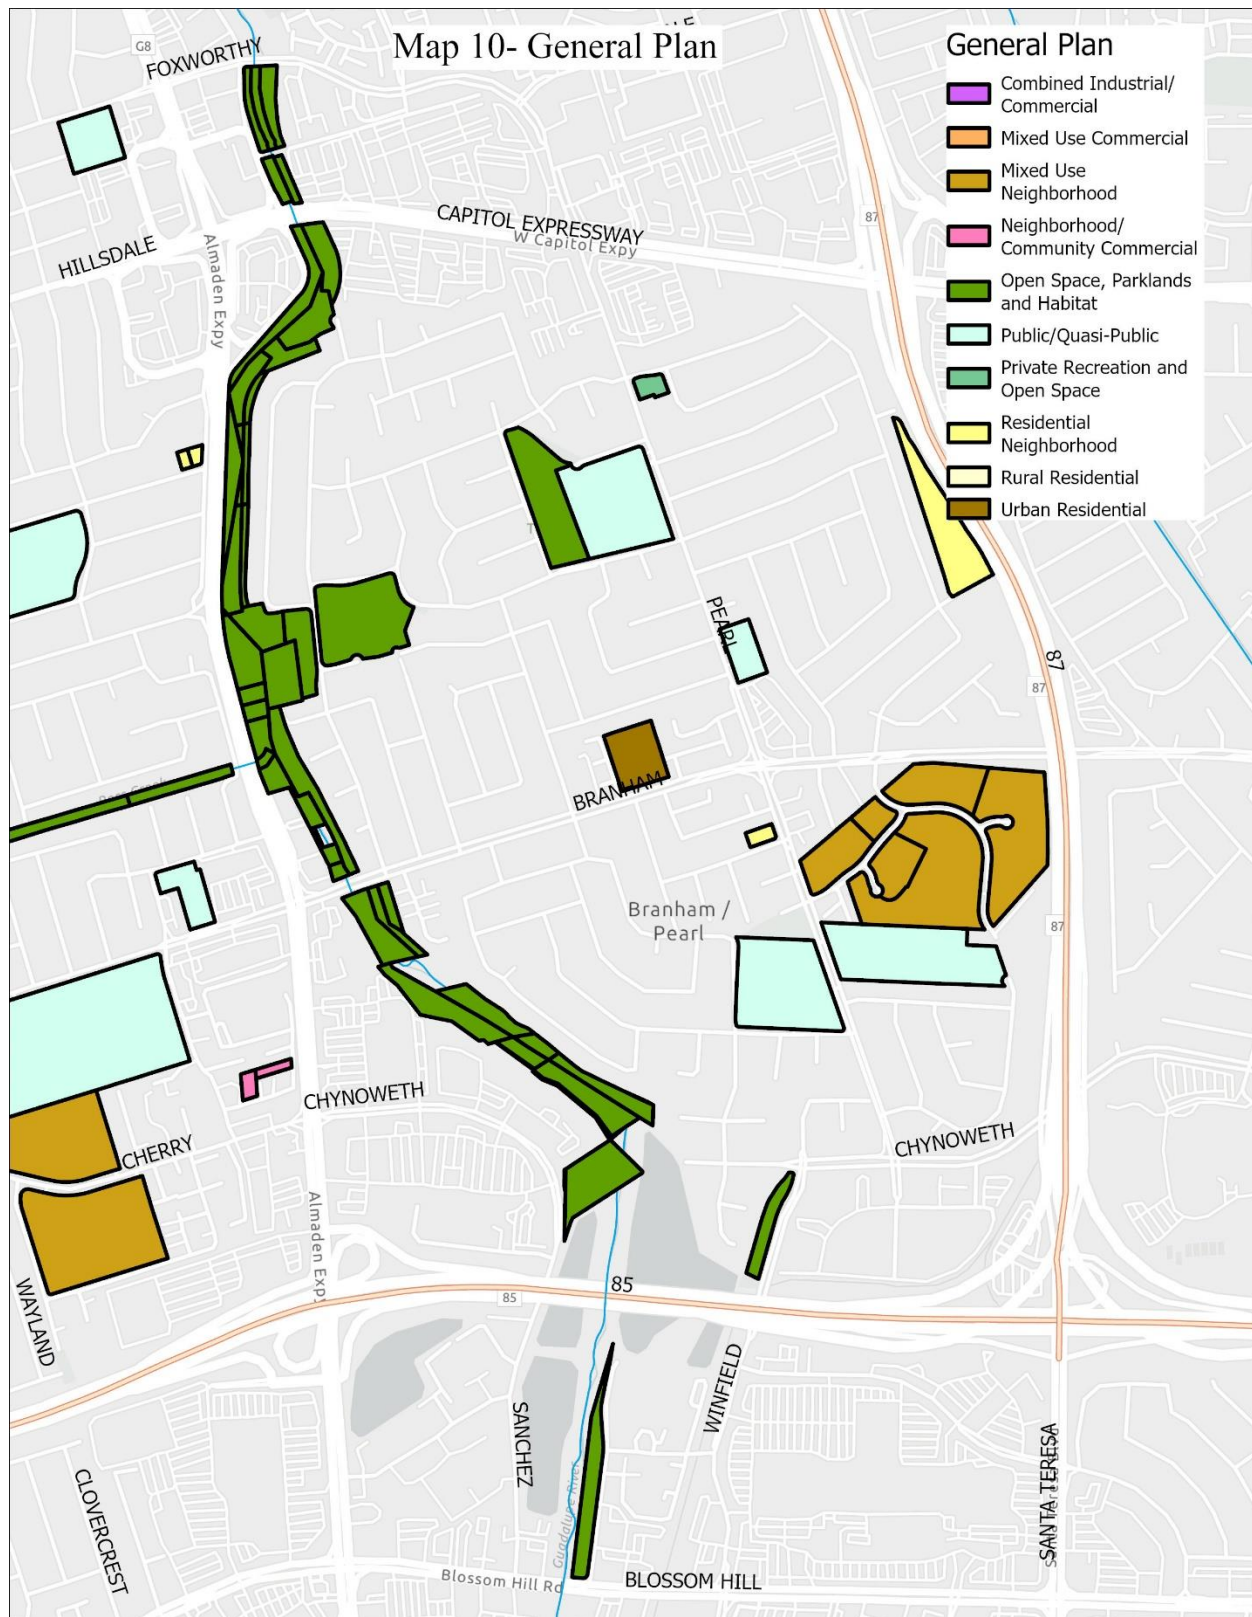 Map 10- General Plan
General Plan
Combined Industrial/
Commercial
Mixed Use Commercial
Mixed Use
Neighborhood
Neighborhood/
Community Commercial
Open Space, Parklands
and Habitat
Public/Quasi-Public
Private Recreation and
Open Space
Residential
Neighborhood
Rural Residential
Urban Residential
G8
FOXWORTHY
CAPITOL EXPRESSWAY
W Capitol Expy
87
HILLSDALE
Almaden Expy
PEARL
87
87
BRANHAM
Branham /
Pearl
87
CHYNOWETH
CHERRY
CHYNOWETH
Almaden Expy
85
85
WAYLAND
WINFIELD
SANCHEZ
SANTA TERESA
CLOVERCREST
Guadalupe River
Blossom Hill Rd
BLOSSOM HILL